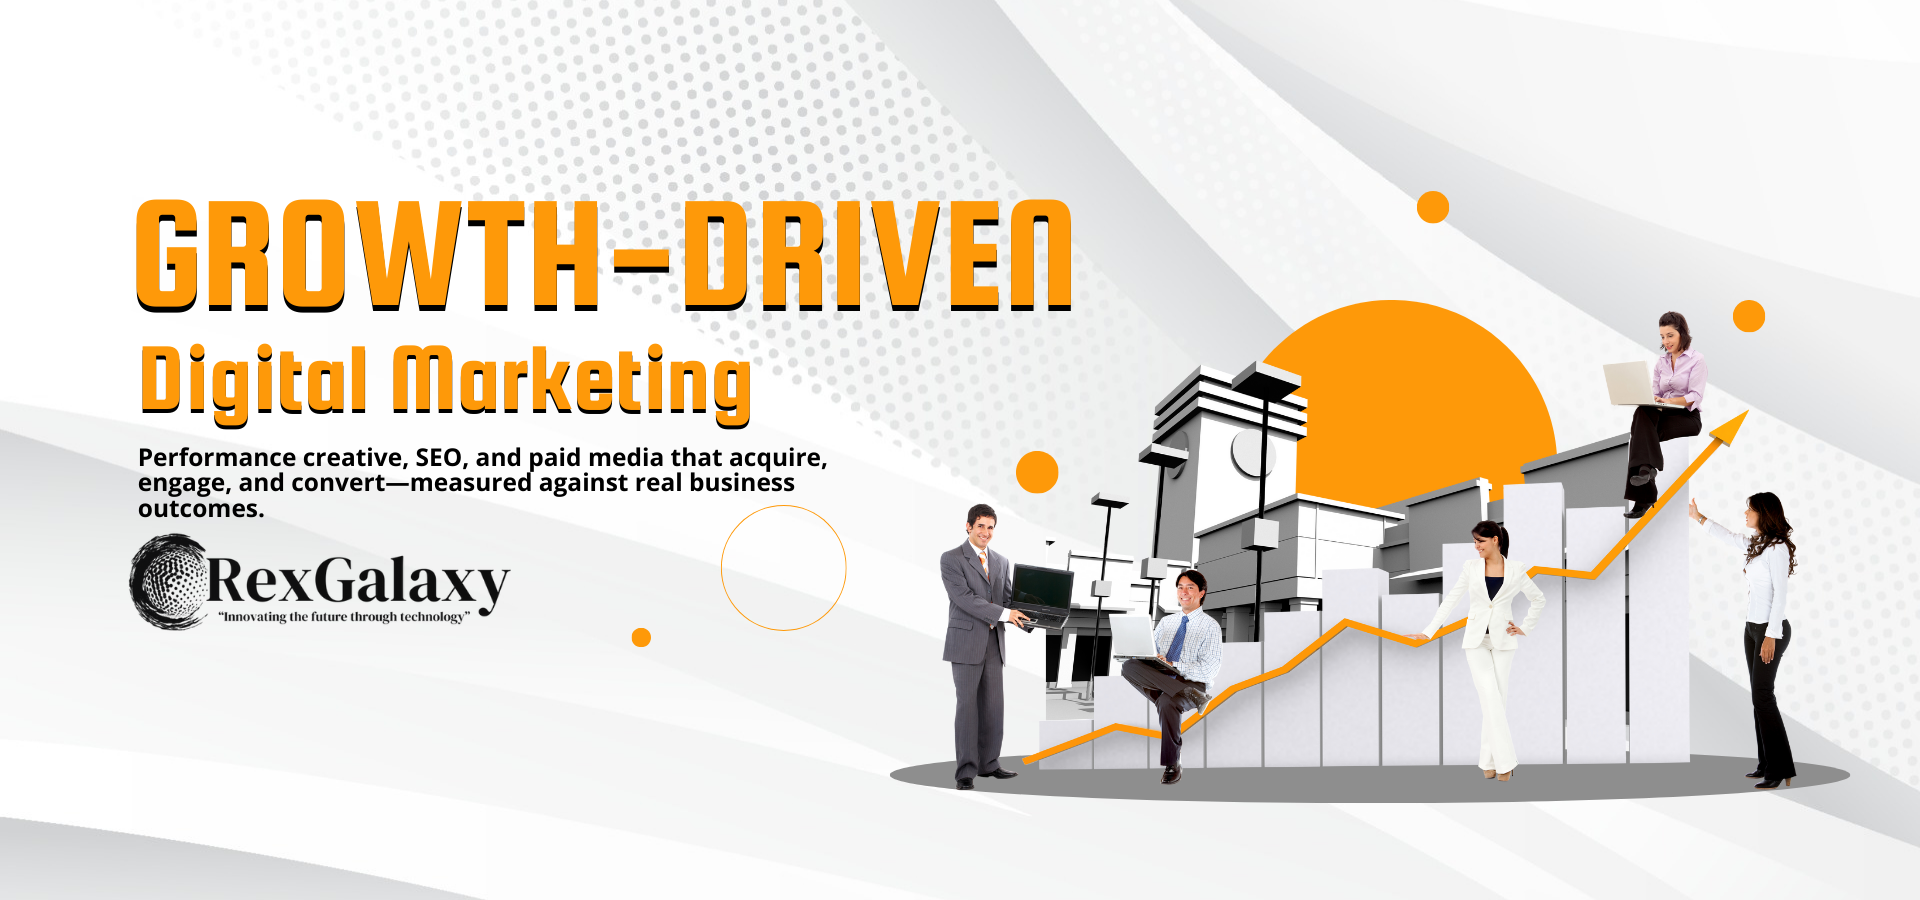 GROWTH-DRIVEN
Digital Marketing
Performance creative, SEO, and paid media that acquire,
engage, and convert—measured against real business
outcomes.
RexGalaxy
“Innovating the future through technology”